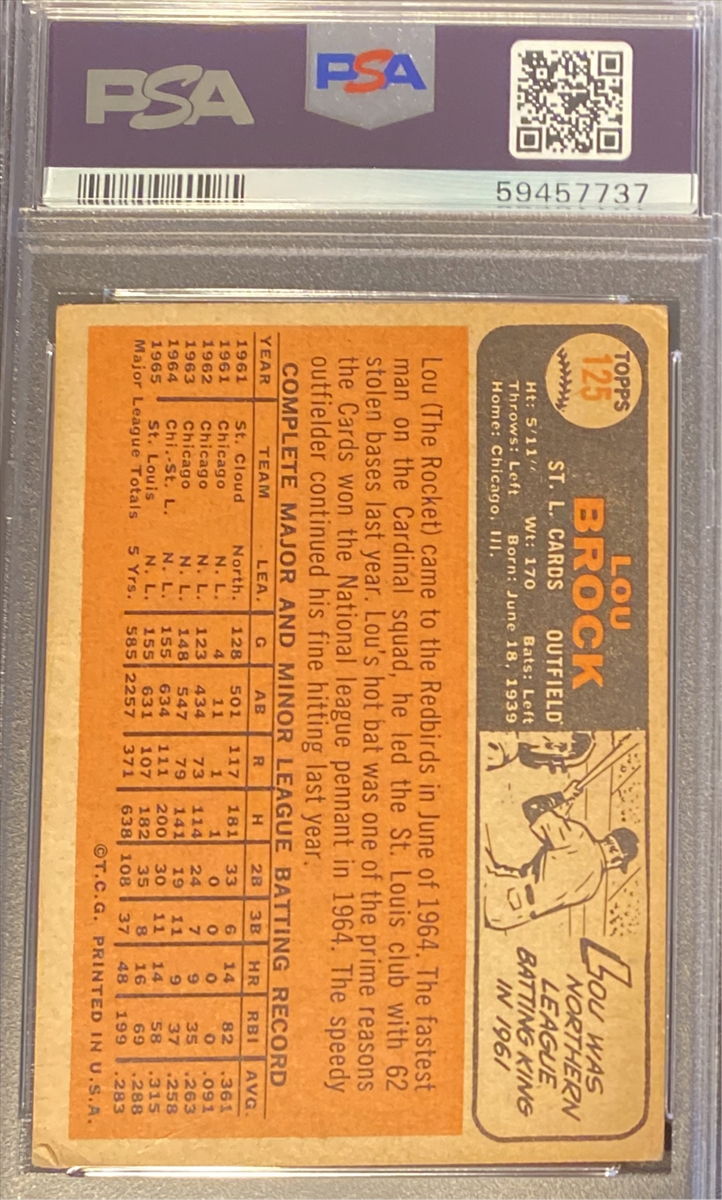 PSA
PSA
59457737
TOPPS
125
LOU
BROCK
ST. L. CARDS OUTFIELD
Ht: 5/11" Wt: 170 Bats: Left
Throws: Left Born: June 18, 1939
Home: Chicago, Ill.
LOU WAS
NORTHERN
LEAGUE
BATTING KING
IN 1961
Lou (The Rocket) came to the Redbirds in June of 1964. The fastest
man on the Cardinal squad, he led the St. Louis club with 62
stolen bases last year. Lou's hot bat was one of the prime reasons
the Cards won the National league pennant in 1964. The speedy
outfielder continued his fine hitting last year.
COMPLETE MAJOR AND MINOR LEAGUE BATTING RECORD
YEAR TEAM LEA. G AB R H 2B 3B HR RBI AVG.
1961 St. Cloud North. 128 501 117 181 33 6 14 82 .361
1961 Chicago N. L. 4 11 1 1 0 0 0 0 .091
1962 Chicago N. L. 123 434 73 114 24 7 9 35 .263
1963 Chicago N. L. 148 547 79 141 19 11 9 37 .258
1964 Chi.-St. L. N. L. 155 634 111 200 30 11 14 58 .315
1965 St. Louis N. L. 155 631 107 182 35 8 16 69 .288
Major League Totals 5 Yrs. 585 2257 371 638 108 37 48 199 .283
©T.C.G. PRINTED IN U.S.A.